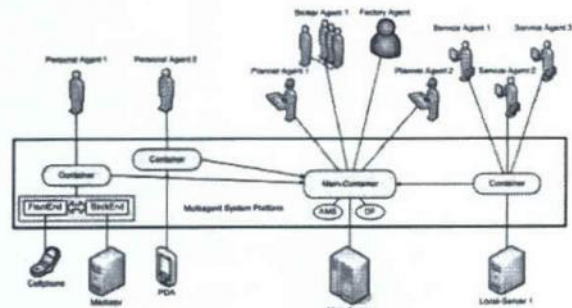 Broker Agent 1
Factory Agent
Service Agent 1
Service Agent 3
Personal Agent 1
Personal Agent 2
Planner Agent 1
Planner Agent 2
Service Agent 2
Container
Container
Main-Container
Container
FrontEnd
BackEnd
Multiagent System Platform
AMS
DF
Cellphone
Mediator
PDA
Local-Server 1